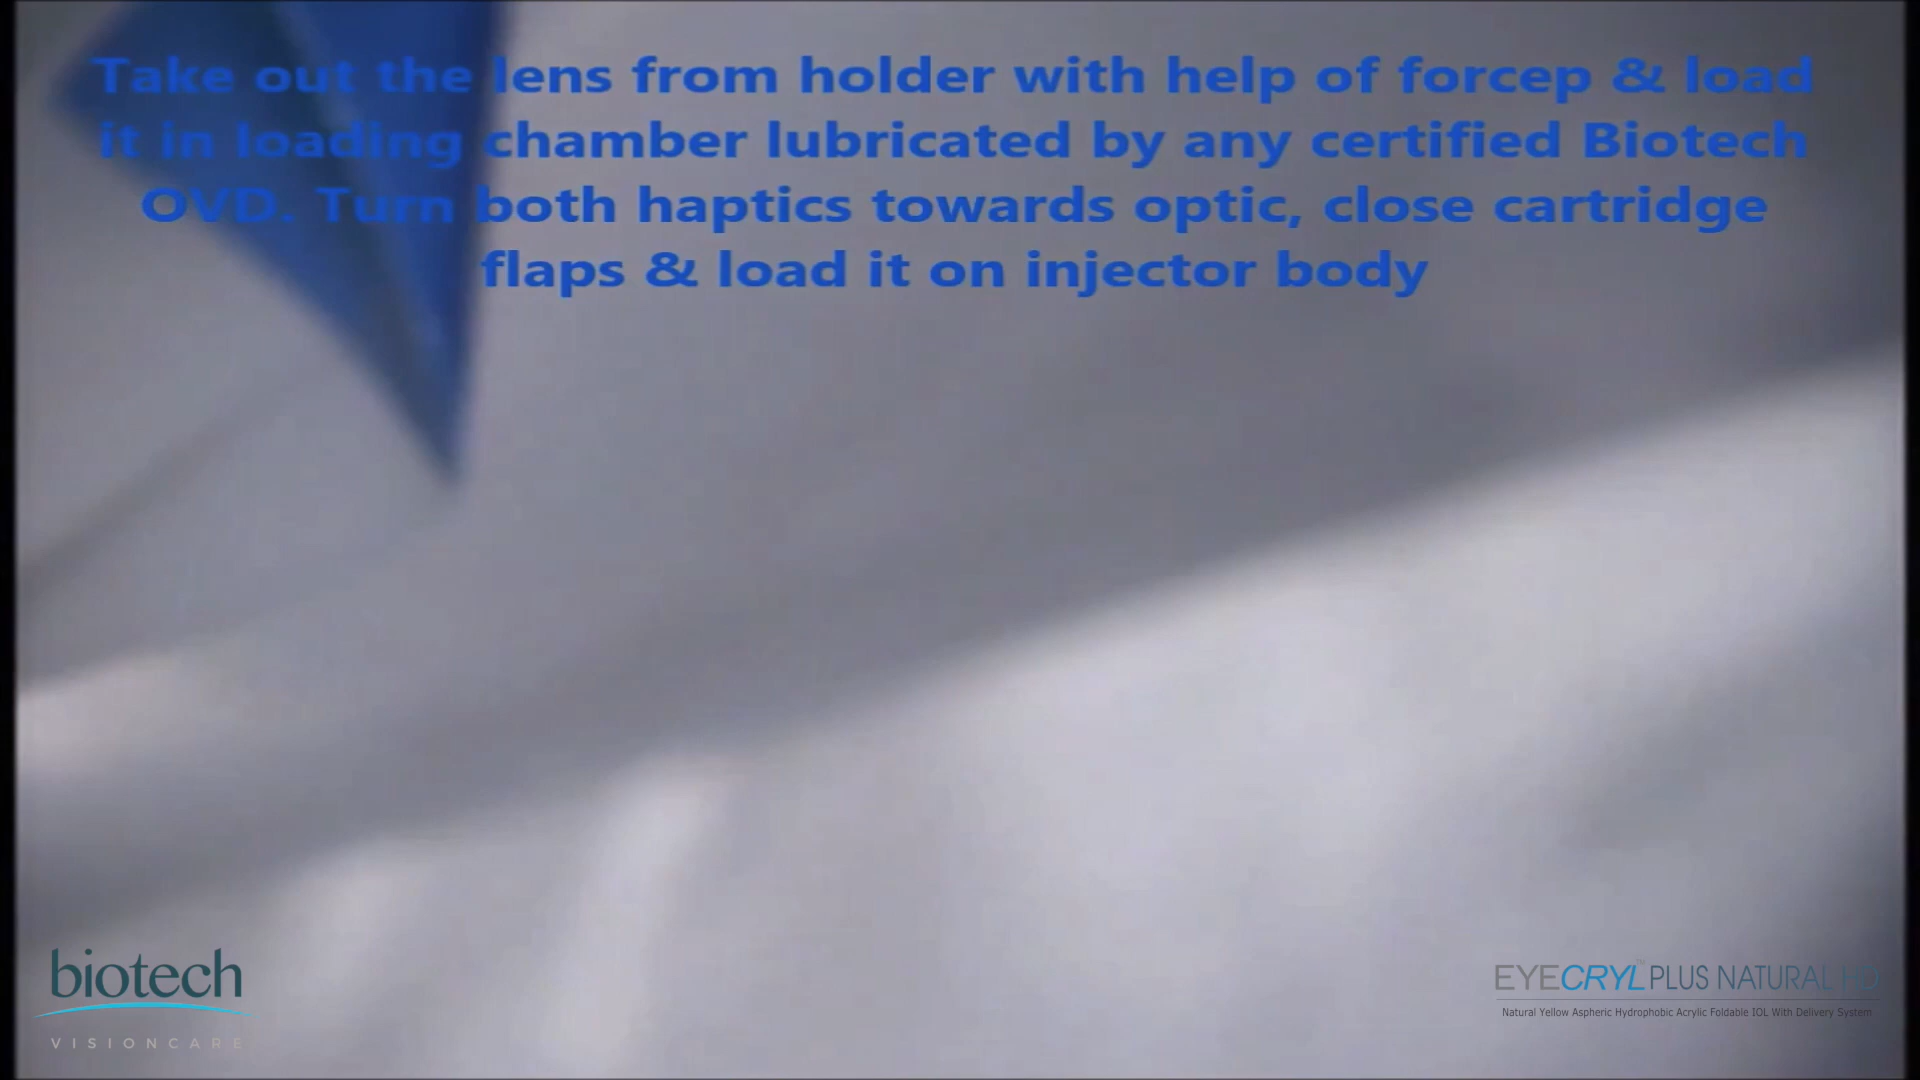 Take out the lens from holder with help of forcep & load
it in loading chamber lubricated by any certified Biotech
OVD. Turn both haptics towards optic, close cartridge
flaps & load it on injector body
biotech
VISIONCARE
EYECRYL™ PLUS NATURAL HD
Natural Yellow Aspheric Hydrophobic Acrylic Foldable IOL With Delivery System